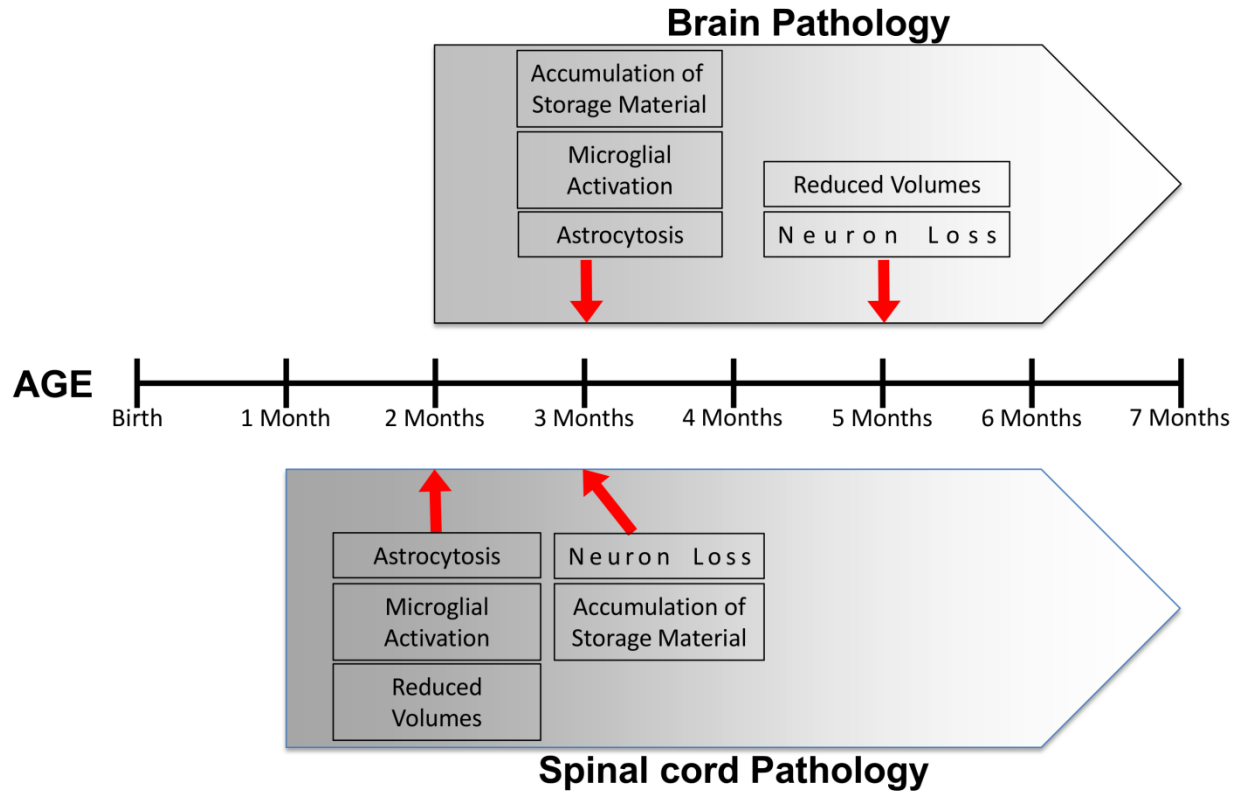 Brain Pathology
Accumulation of
Storage Material
Microglial
Activation
Astrocytosis
Reduced Volumes
Neuron Loss
AGE
Birth
1 Month
2 Months
3 Months
4 Months
5 Months
6 Months
7 Months
Astrocytosis
Microglial
Activation
Reduced
Volumes
Neuron Loss
Accumulation of
Storage Material
Spinal cord Pathology